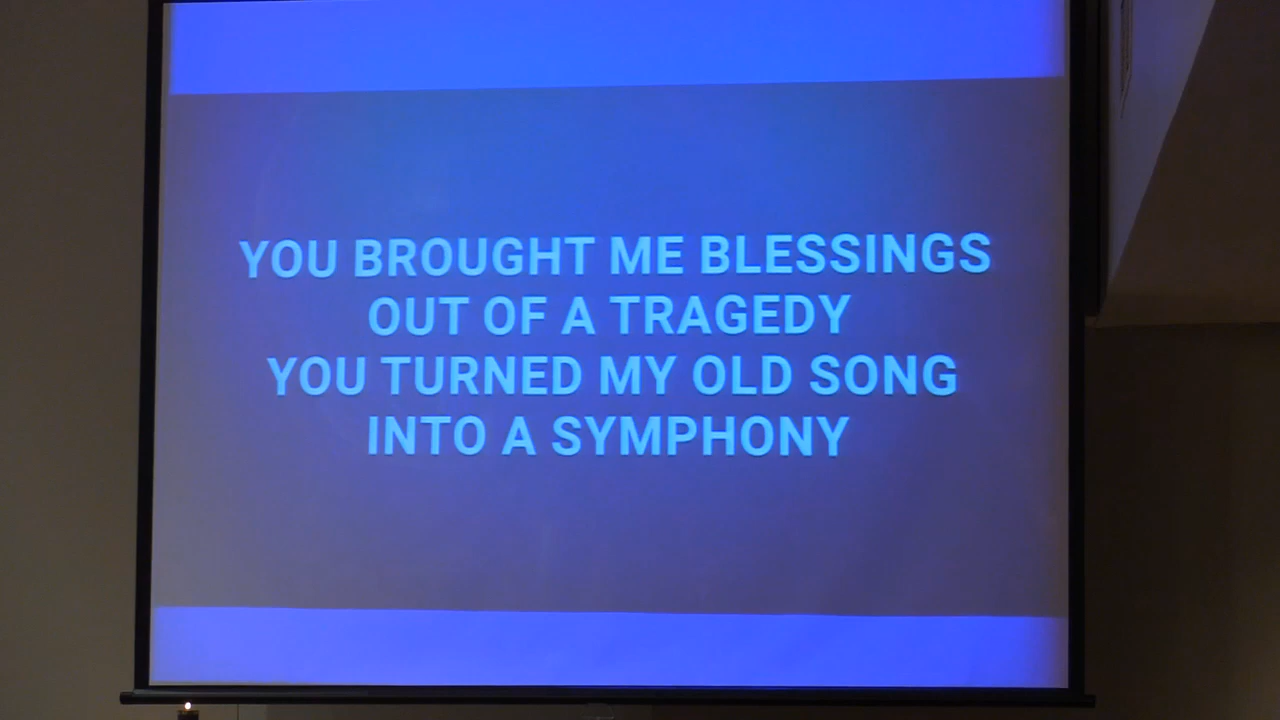 YOU BROUGHT ME BLESSINGS
OUT OF A TRAGEDY
YOU TURNED MY OLD SONG
INTO A SYMPHONY